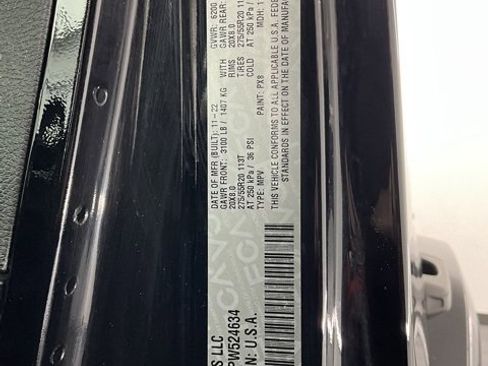 S LLC
PW524634
N: U.S.A.
DATE OF MFR (BUILT): 11-22 GVWR: 6200
GAWR FRONT: 3100 LB / 1407 KG WITH GAWR REAR:
20X8.0 RIMS 20X8.0
275/55R20 113T TIRES 275/55R20 11
AT 250 kPa / 36 PSI COLD AT 250 kPa /
TYPE: MPV PAINT: PX8 MDH: 1
THIS VEHICLE CONFORMS TO ALL APPLICABLE U.S.A. FEDE
STANDARDS IN EFFECT ON THE DATE OF MANUFA